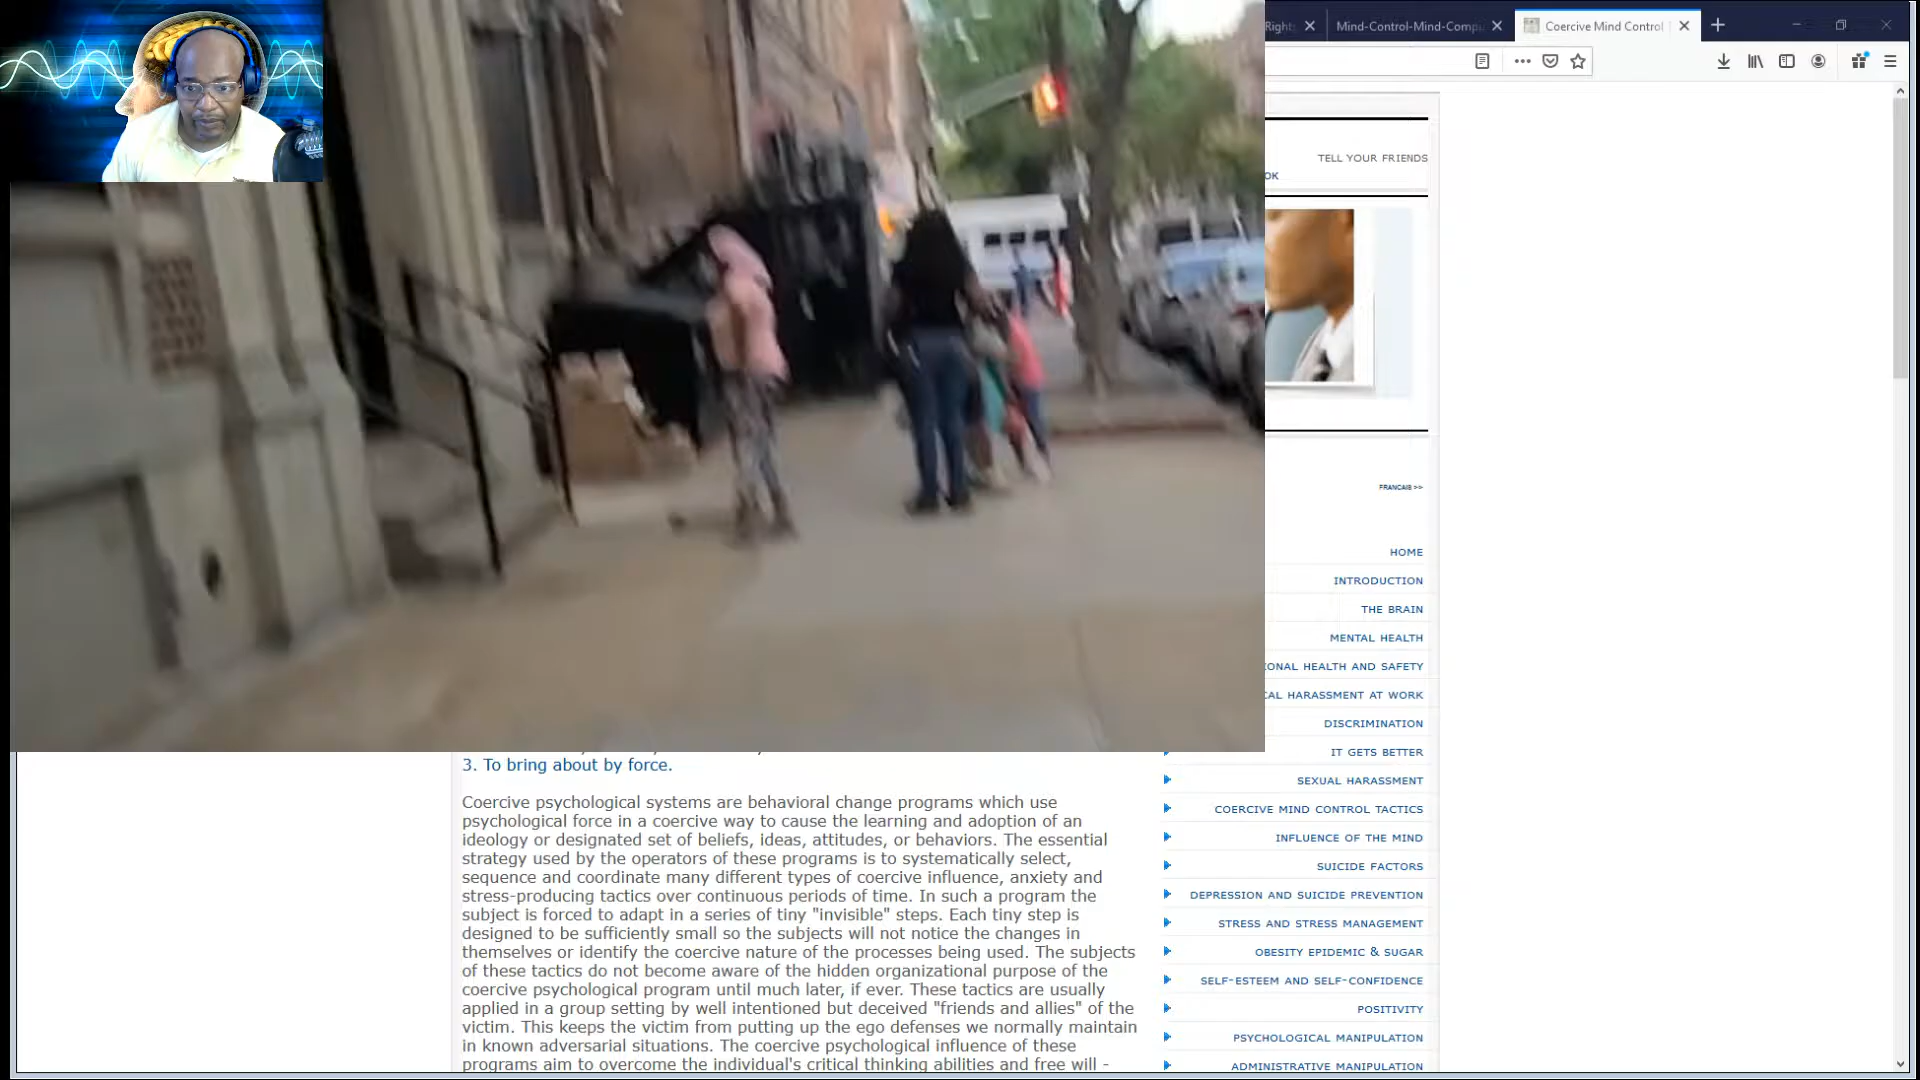 Right
Mind-Control-Mind-Compu
Coercive Mind Control
TELL YOUR FRIENDS
OK
FRANCAIS >>
HOME
INTRODUCTION
THE BRAIN
MENTAL HEALTH
IONAL HEALTH AND SAFETY
CAL HARASSMENT AT WORK
DISCRIMINATION
IT GETS BETTER
SEXUAL HARASSMENT
COERCIVE MIND CONTROL TACTICS
INFLUENCE OF THE MIND
SUICIDE FACTORS
DEPRESSION AND SUICIDE PREVENTION
STRESS AND STRESS MANAGEMENT
OBESITY EPIDEMIC & SUGAR
SELF-ESTEEM AND SELF-CONFIDENCE
POSITIVITY
PSYCHOLOGICAL MANIPULATION
ADMINISTRATIVE MANIPULATION
3. To bring about by force.
Coercive psychological systems are behavioral change programs which use
psychological force in a coercive way to cause the learning and adoption of an
ideology or designated set of beliefs, ideas, attitudes, or behaviors. The essential
strategy used by the operators of these programs is to systematically select,
sequence and coordinate many different types of coercive influence, anxiety and
stress-producing tactics over continuous periods of time. In such a program the
subject is forced to adapt in a series of tiny "invisible" steps. Each tiny step is
designed to be sufficiently small so the subjects will not notice the changes in
themselves or identify the coercive nature of the processes being used. The subjects
of these tactics do not become aware of the hidden organizational purpose of the
coercive psychological program until much later, if ever. These tactics are usually
applied in a group setting by well intentioned but deceived "friends and allies" of the
victim. This keeps the victim from putting up the ego defenses we normally maintain
in known adversarial situations. The coercive psychological influence of these
programs aim to overcome the individual's critical thinking abilities and free will -